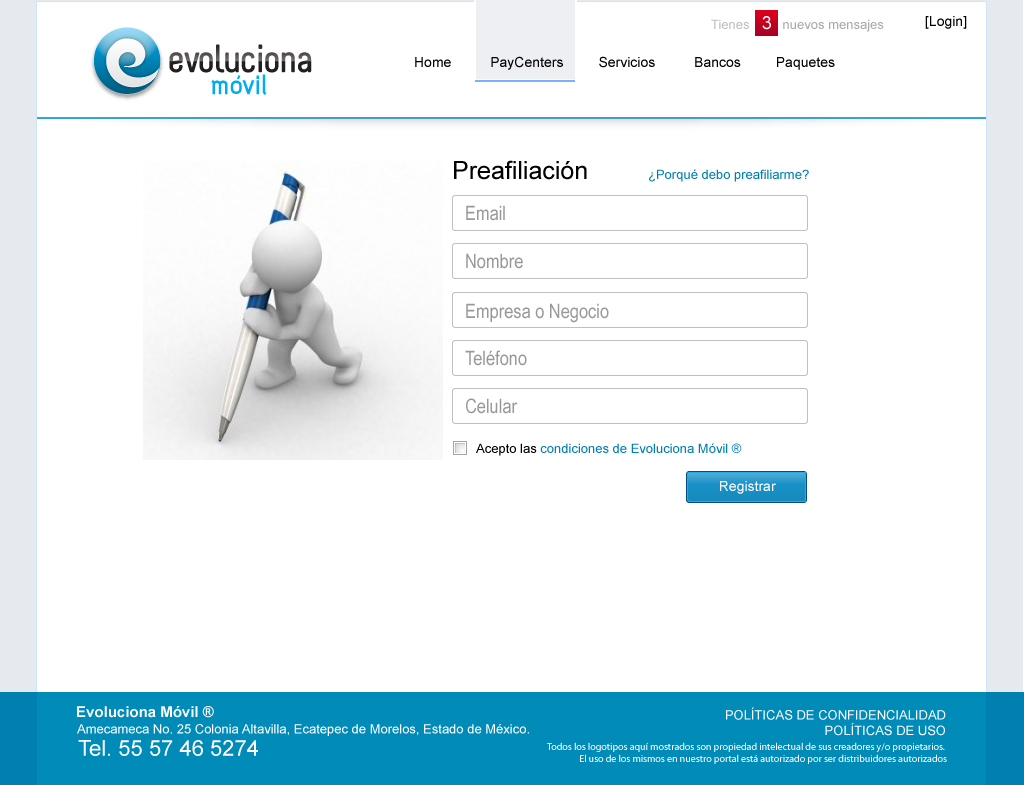 Tienes 3 nuevos mensajes
[Login]
evoluciona
móvil
Home
PayCenters
Servicios
Bancos
Paquetes
Preafiliación
¿Porqué debo preafiliarme?
Email
Nombre
Empresa o Negocio
Teléfono
Celular
Acepto las condiciones de Evoluciona Móvil ®
Registrar
Evoluciona Móvil ®
Amecameca No. 25 Colonia Altavilla, Ecatepec de Morelos, Estado de México.
Tel. 55 57 46 5274
POLÍTICAS DE CONFIDENCIALIDAD
POLÍTICAS DE USO
Todos los logotipos aquí mostrados son propiedad intelectual de sus creadores y/o propietarios.
El uso de los mismos en nuestro portal está autorizado por ser distribuidores autorizados